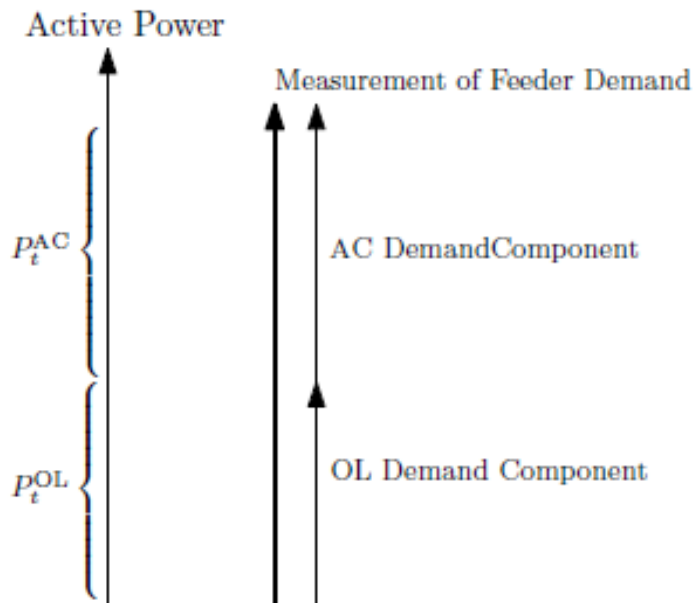 Active Power
Measurement of Feeder Demand
P_t^AC
AC DemandComponent
P_t^OL
OL Demand Component